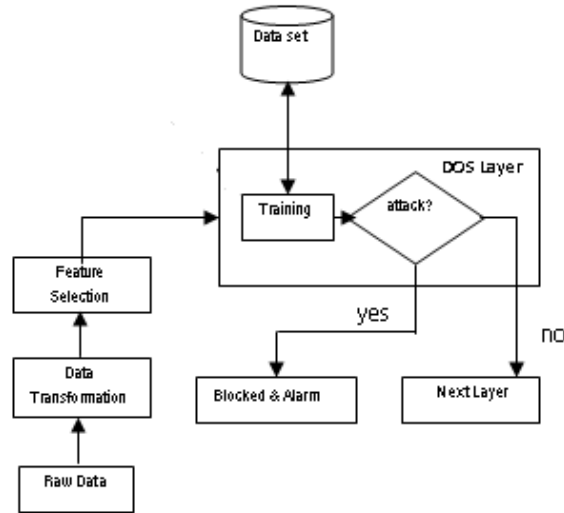 Data set
DOS Layer
Training
attack?
Feature
Selection
yes
no
Data
Transformation
Blocked & Alarm
Next Layer
Raw Data